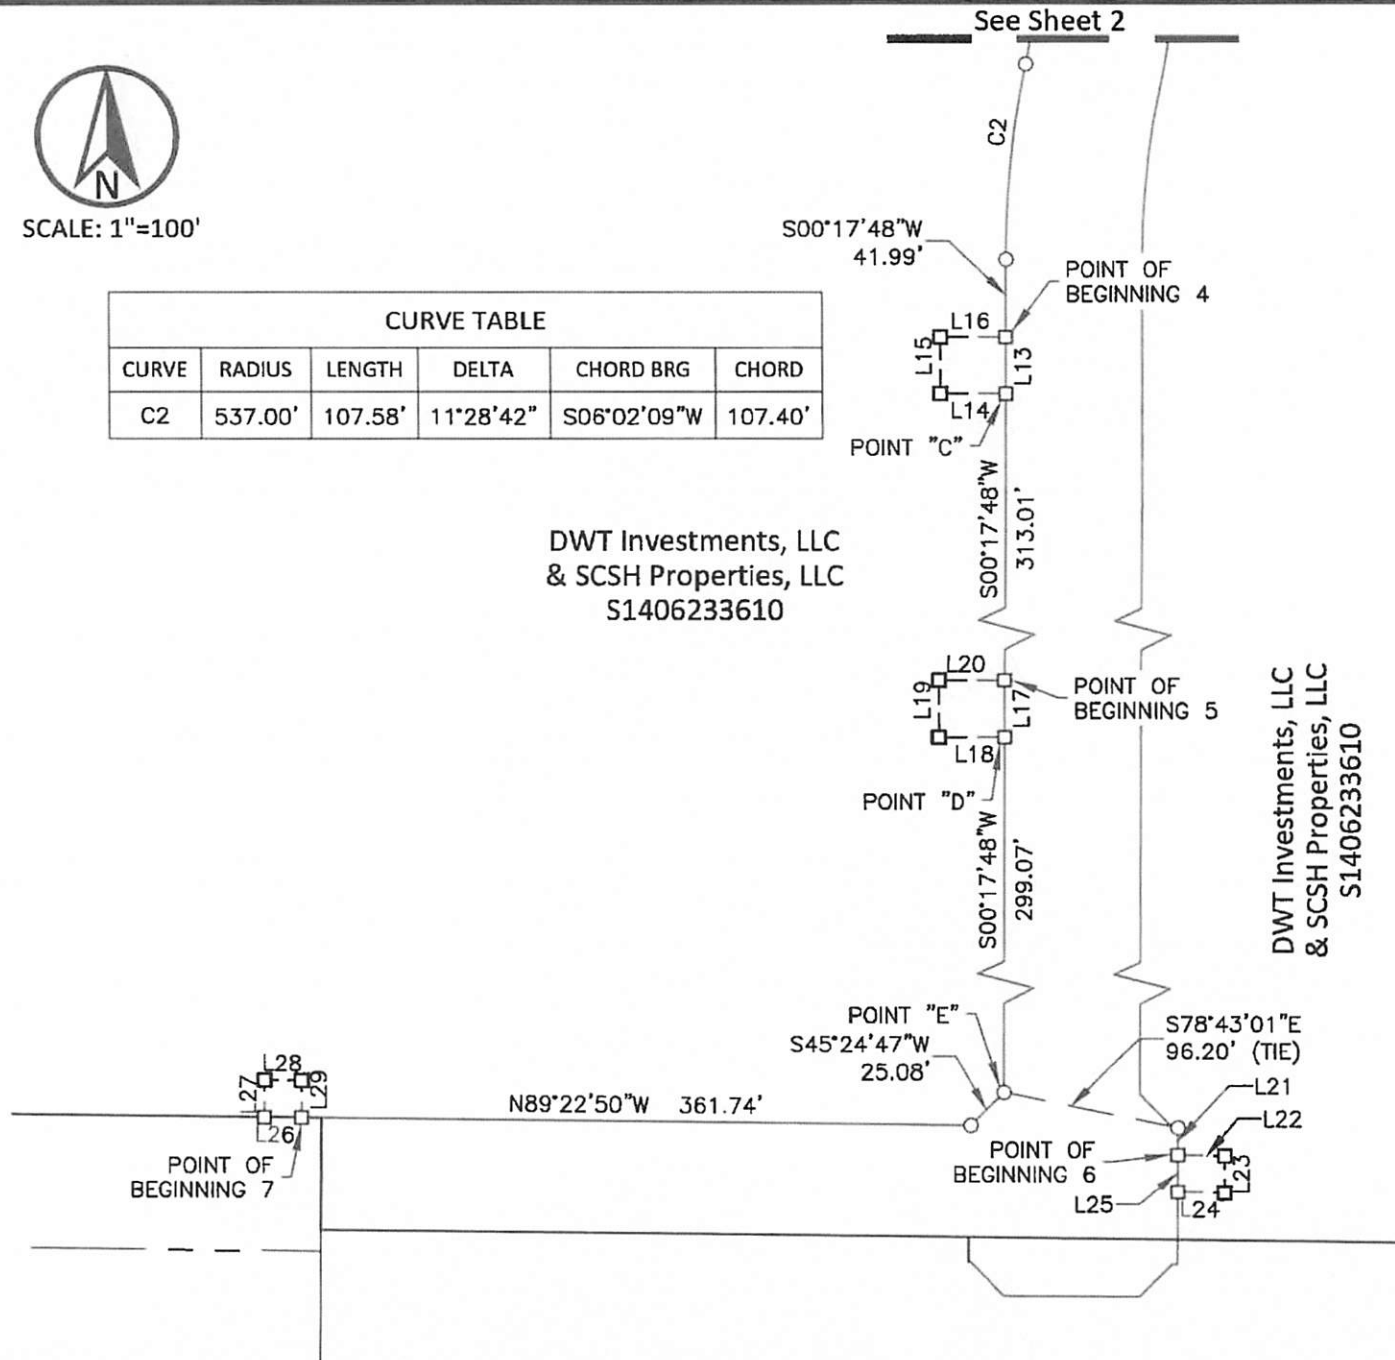 See Sheet 2
N
SCALE: 1"=100'
C2
S00°17'48"W
41.99'
POINT OF
BEGINNING 4
CURVE TABLE
CURVE RADIUS LENGTH DELTA CHORD BRG CHORD
C2 537.00' 107.58' 11°28'42" S06°02'09"W 107.40'
L16
L15
L13
L14
POINT "C"
S00°17'48"W
313.01'
DWT Investments, LLC
& SCSH Properties, LLC
S1406233610
L20
L19
L17
L18
POINT OF
BEGINNING 5
POINT "D"
S00°17'48"W
299.07'
DWT Investments, LLC
& SCSH Properties, LLC
S1406233610
POINT "E"
S45°24'47"W
25.08'
S78°43'01"E
96.20' (TIE)
L21
L22
L28
L27
L29
L26
N89°22'50"W 361.74'
POINT OF
BEGINNING 7
POINT OF
BEGINNING 6
L23
L25
L24